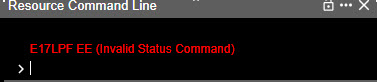 Resource Command Line
E17LPF EE (Invalid Status Command)
>